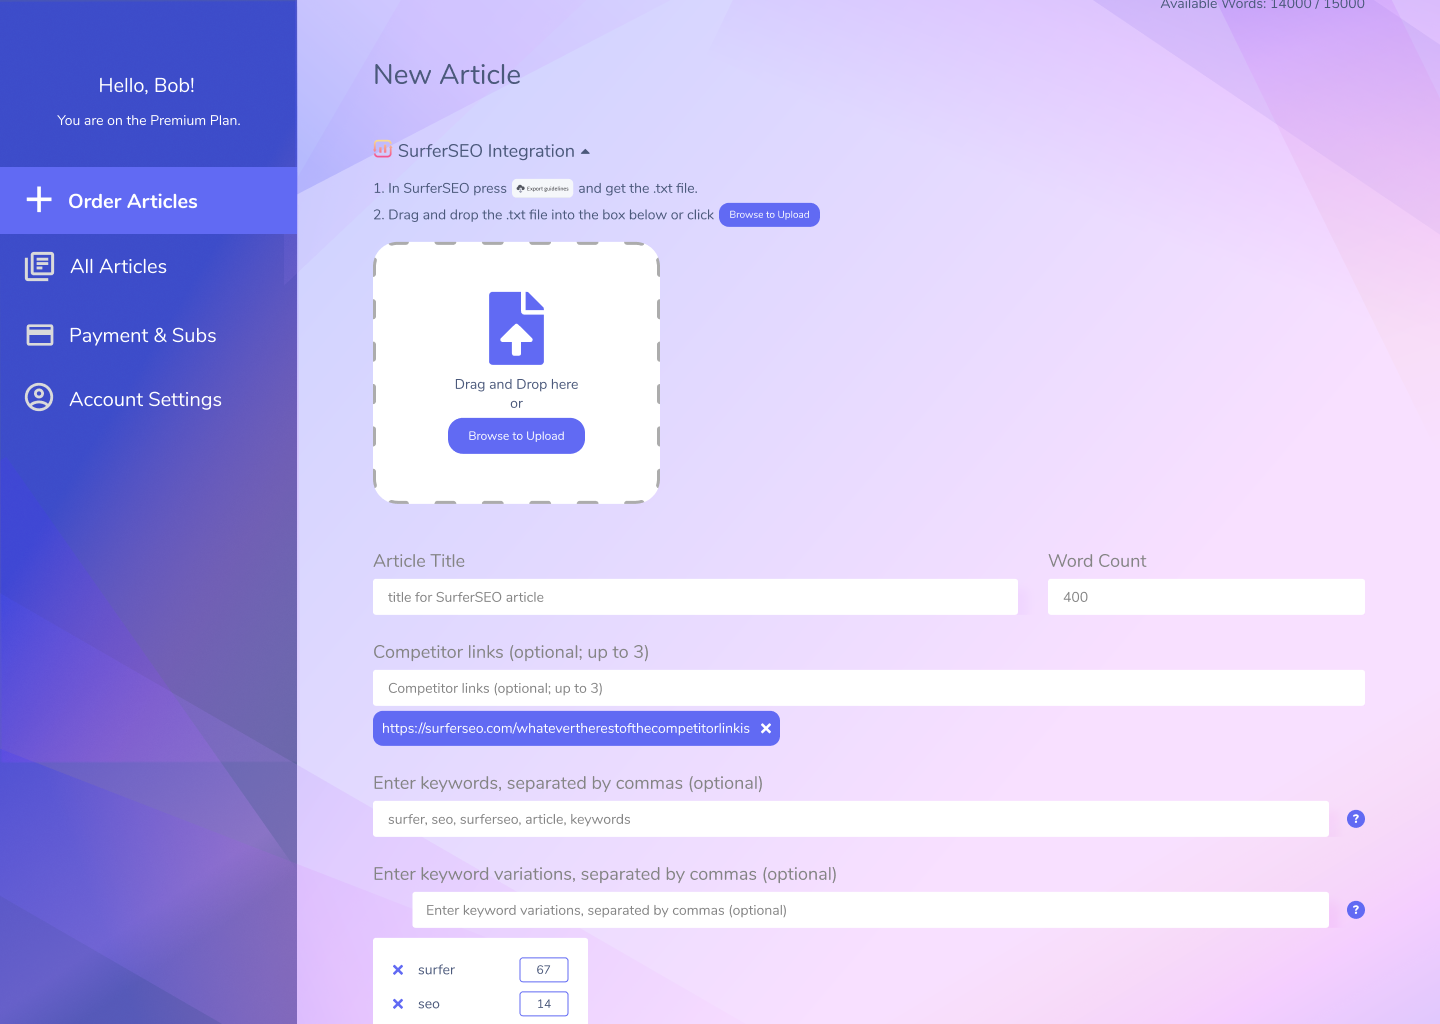 Available Words: 14000 / 15000
Hello, Bob!
You are on the Premium Plan.
Order Articles
All Articles
Payment & Subs
Account Settings
New Article
SurferSEO Integration
1. In SurferSEO press Export guidelines and get the .txt file.
2. Drag and drop the .txt file into the box below or click Browse to Upload
Drag and Drop here
or
Browse to Upload
Article Title
Word Count
title for SurferSEO article
400
Competitor links (optional; up to 3)
Competitor links (optional; up to 3)
https://surferseo.com/whatevertherestofthecompetitorlinkis
Enter keywords, separated by commas (optional)
surfer, seo, surferseo, article, keywords
?
Enter keyword variations, separated by commas (optional)
Enter keyword variations, separated by commas (optional)
?
surfer 67
seo 14